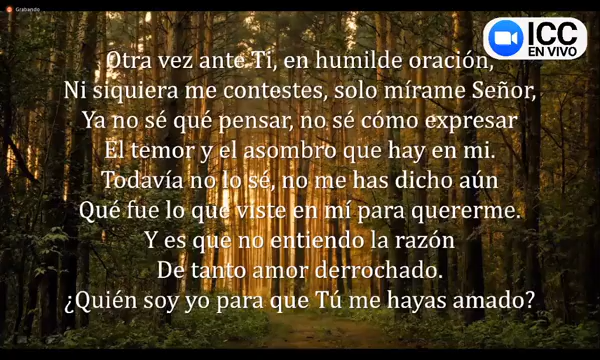 Grabando
ICC
EN VIVO
Otra vez ante Ti, en humilde oración,
Ni siquiera me contestes, solo mírame Señor,
Ya no sé qué pensar, no sé cómo expresar
El temor y el asombro que hay en mi.
Todavía no lo sé, no me has dicho aún
Qué fue lo que viste en mí para quererme.
Y es que no entiendo la razón
De tanto amor derrochado.
¿Quién soy yo para que Tú me hayas amado?